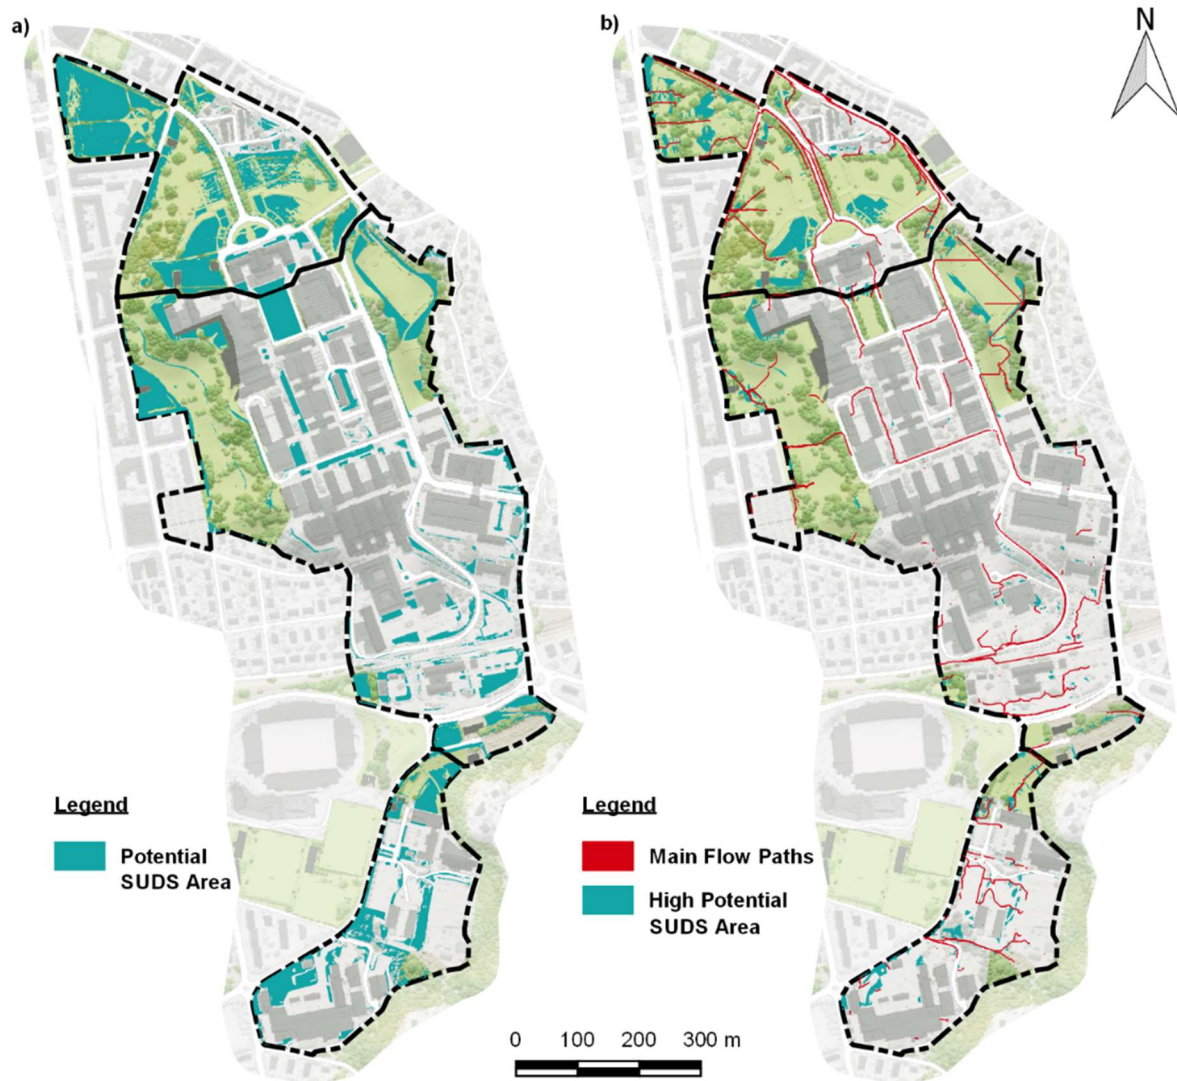 a)
b)
N
Legend
Potential
SUDS Area
Legend
Main Flow Paths
High Potential
SUDS Area
0 100 200 300 m